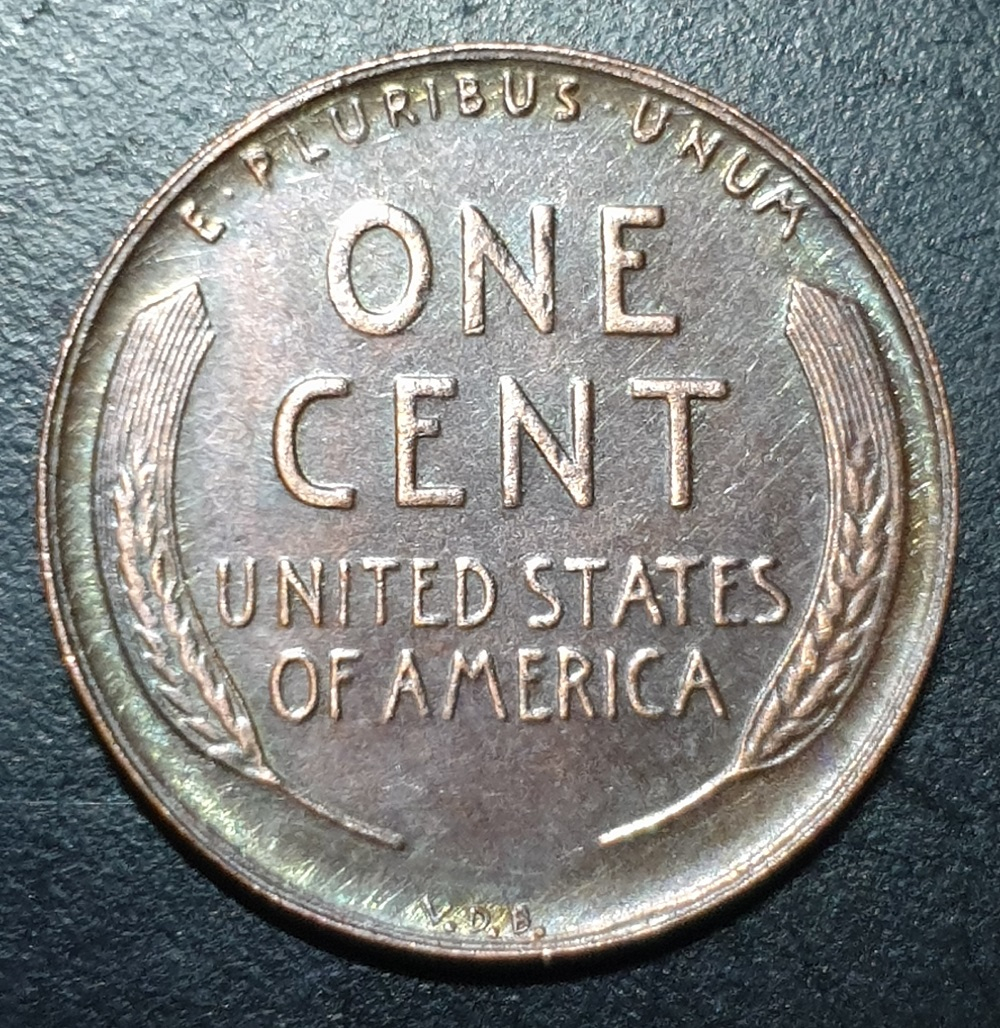 E · PLURIBUS · UNUM
ONE
CENT
UNITED STATES
OF AMERICA
V.D.B.